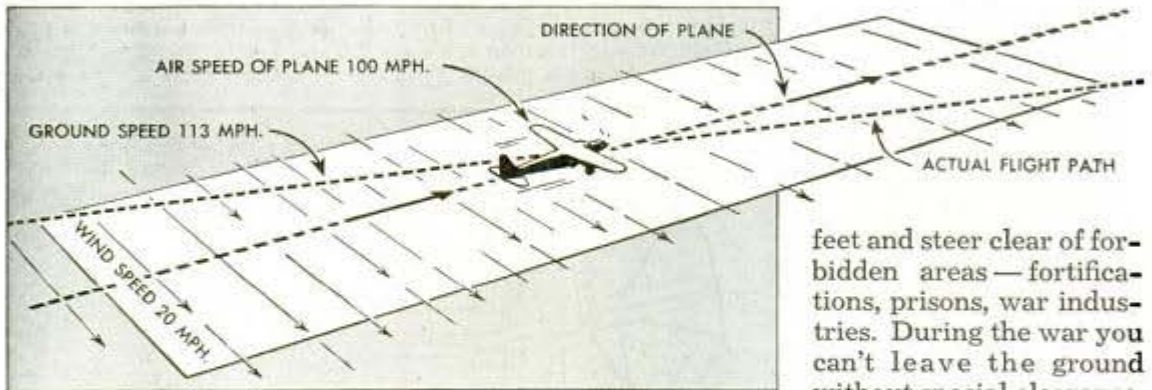 DIRECTION OF PLANE
AIR SPEED OF PLANE 100 MPH.
GROUND SPEED 113 MPH.
ACTUAL FLIGHT PATH
WIND SPEED 20 MPH.
feet and steer clear of for-
bidden areas — fortifica-
tions, prisons, war indus-
tries. During the war you
can't leave the ground